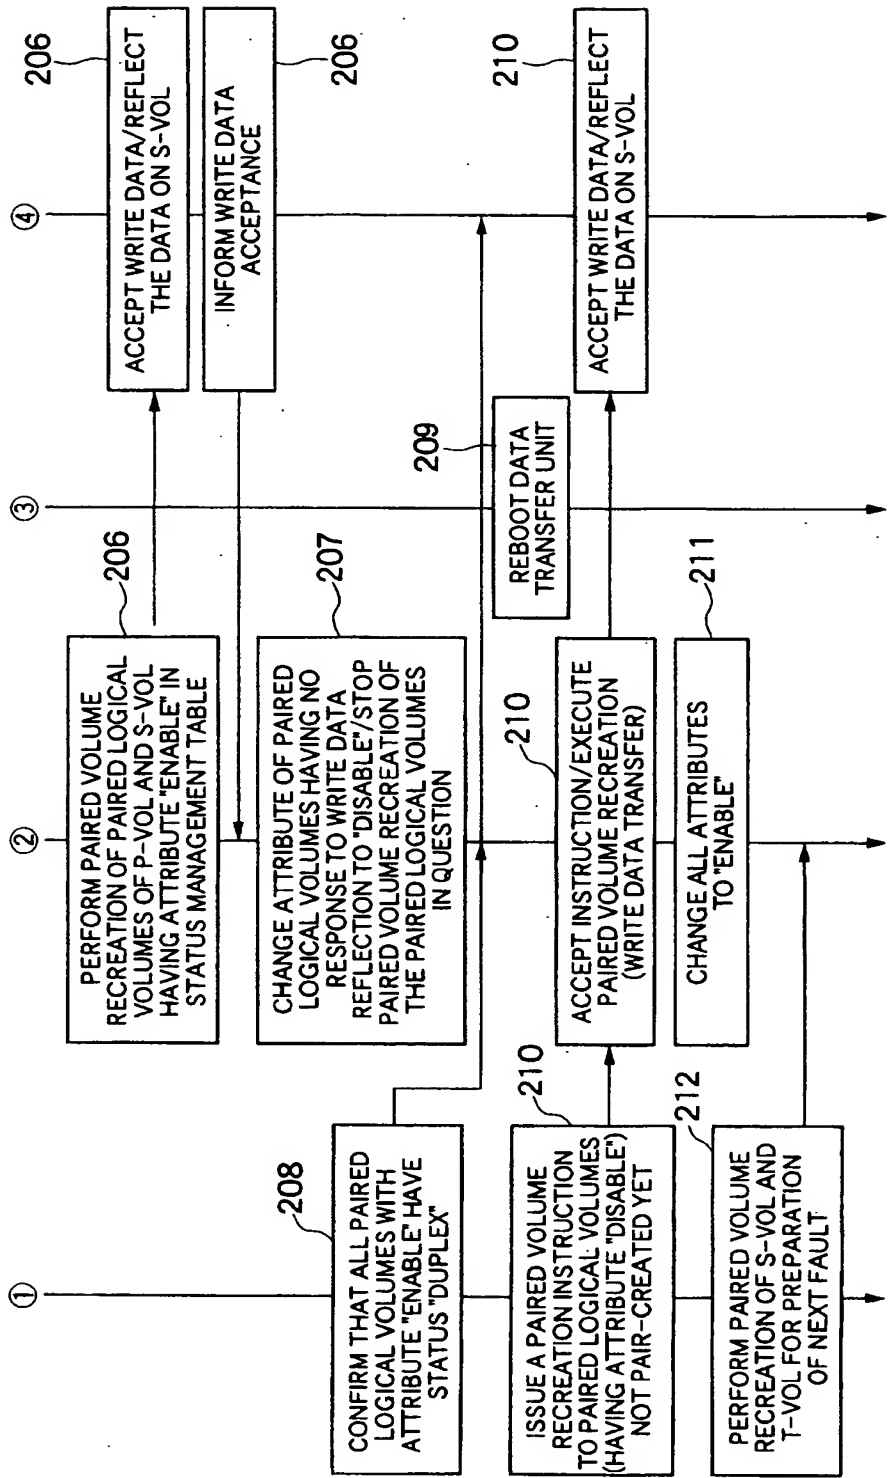 ①
②
③
④
206
PERFORM PAIRED VOLUME
RECREATION OF PAIRED LOGICAL
VOLUMES OF P-VOL AND S-VOL
HAVING ATTRIBUTE "ENABLE" IN
STATUS MANAGEMENT TABLE
206
ACCEPT WRITE DATA/REFLECT
THE DATA ON S-VOL
206
INFORM WRITE DATA
ACCEPTANCE
207
CHANGE ATTRIBUTE OF PAIRED
LOGICAL VOLUMES HAVING NO
RESPONSE TO WRITE DATA
REFLECTION TO "DISABLE"/STOP
PAIRED VOLUME RECREATION OF
THE PAIRED LOGICAL VOLUMES
IN QUESTION
208
CONFIRM THAT ALL PAIRED
LOGICAL VOLUMES WITH
ATTRIBUTE "ENABLE" HAVE
STATUS "DUPLEX"
209
REBOOT DATA
TRANSFER UNIT
210
ISSUE A PAIRED VOLUME
RECREATION INSTRUCTION
TO PAIRED LOGICAL VOLUMES
(HAVING ATTRIBUTE "DISABLE")
NOT PAIR-CREATED YET
210
ACCEPT INSTRUCTION/EXECUTE
PAIRED VOLUME RECREATION
(WRITE DATA TRANSFER)
210
ACCEPT WRITE DATA/REFLECT
THE DATA ON S-VOL
211
CHANGE ALL ATTRIBUTES
TO "ENABLE"
212
PERFORM PAIRED VOLUME
RECREATION OF S-VOL AND
T-VOL FOR PREPARATION
OF NEXT FAULT